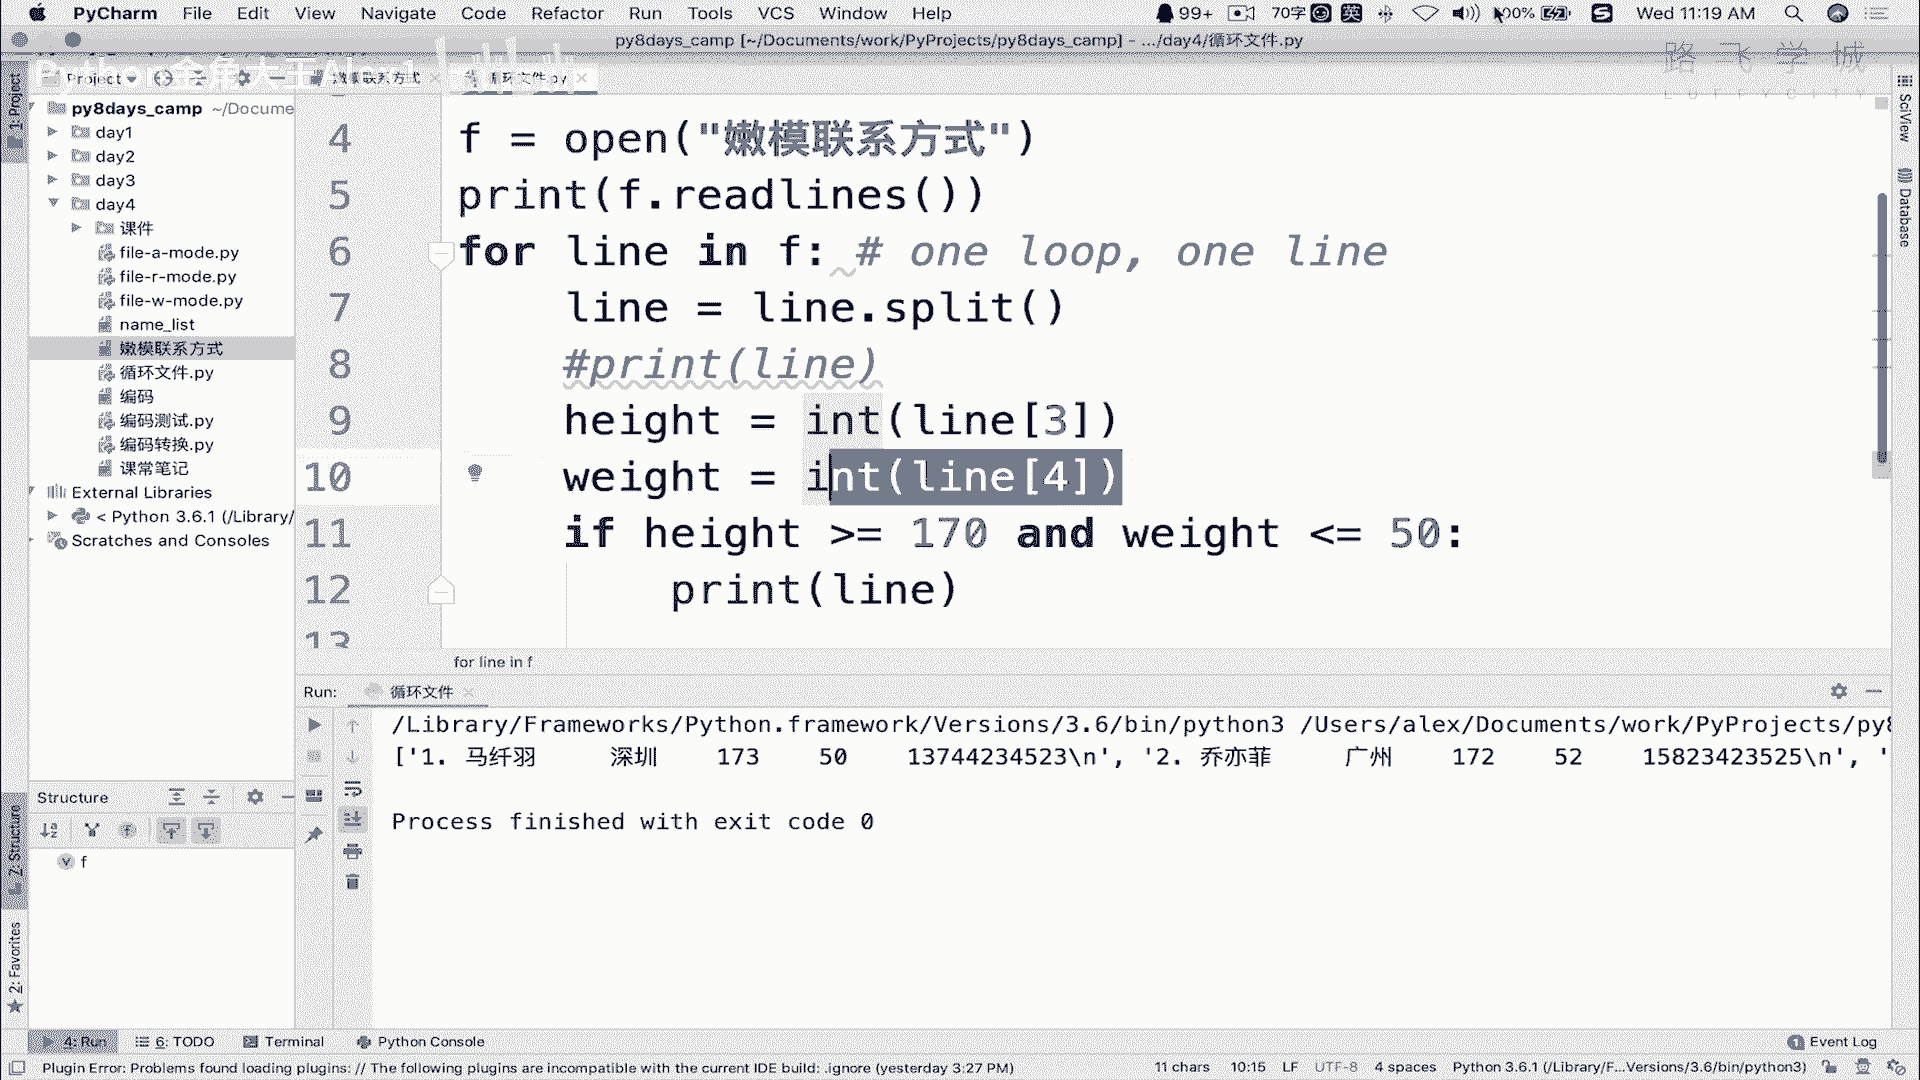 PyCharm File Edit View Navigate Code Refactor Run Tools VCS Window Help 99+ 70字 英 100% Wed 11:19 AM
py8days_camp [~/Documents/work/PyProjects/py8days_camp] - .../day4/循环文件.py
路飞学城
LUFFYCITY
Python金角大王Alex1 bilibili
Project
嫩模联系方式
循环文件.py
1: Project
py8days_camp ~/Docume
day1
day2
day3
day4
课件
file-a-mode.py
file-r-mode.py
file-w-mode.py
name_list
嫩模联系方式
循环文件.py
编码
编码测试.py
编码转换.py
课常笔记
External Libraries
< Python 3.6.1 (/Library/
Scratches and Consoles
4 f = open("嫩模联系方式")
5 print(f.readlines())
6 for line in f: # one loop, one line
7 line = line.split()
8 #print(line)
9 height = int(line[3])
10 weight = int(line[4])
11 if height >= 170 and weight <= 50:
12 print(line)
13
for line in f
SciView
Database
Structure
7: Structure
f
2: Favorites
Run: 循环文件
/Library/Frameworks/Python.framework/Versions/3.6/bin/python3 /Users/alex/Documents/work/PyProjects/py8
['1. 马纤羽 深圳 173 50 13744234523\n', '2. 乔亦菲 广州 172 52 15823423525\n', '
Process finished with exit code 0
4: Run 6: TODO Terminal Python Console 1 Event Log
Plugin Error: Problems found loading plugins: // The following plugins are incompatible with the current IDE build: .ignore (yesterday 3:27 PM) 11 chars 10:15 LF UTF-8 4 spaces Python 3.6.1 (/Library/F...Versions/3.6/bin/python3)